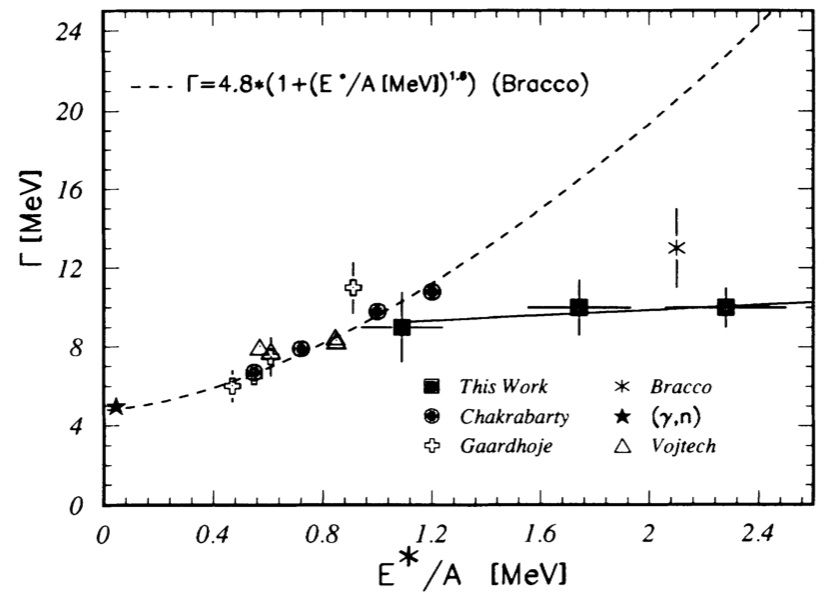 24
20
16
12
8
4
0
Γ [MeV]
Γ=4.8*(1+(E*/A [MeV])^1.6) (Bracco)
This Work
Chakrabarty
Gaardhoje
Bracco
(γ,n)
Vojtech
0 0.4 0.8 1.2 1.6 2 2.4
E*/A [MeV]